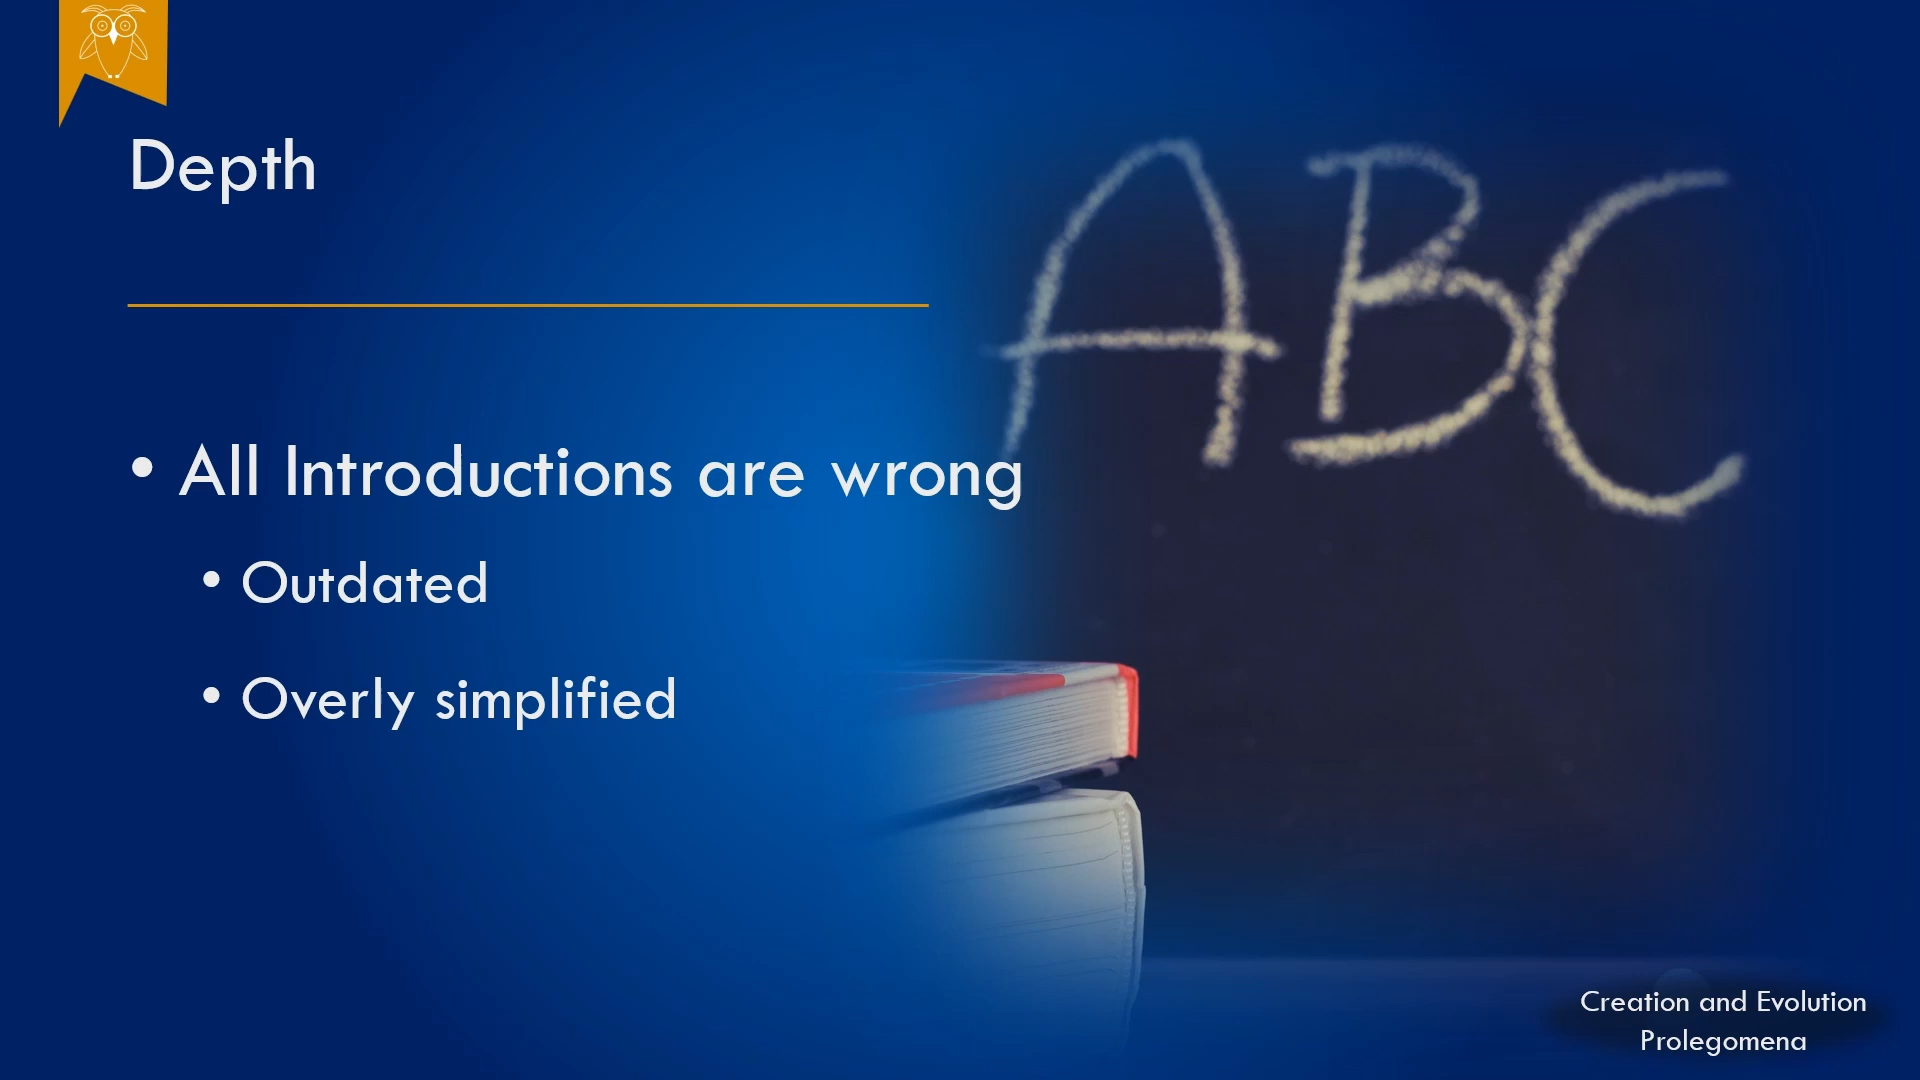 Depth
ABC
• All Introductions are wrong
• Outdated
• Overly simplified
Creation and Evolution
Prolegomena